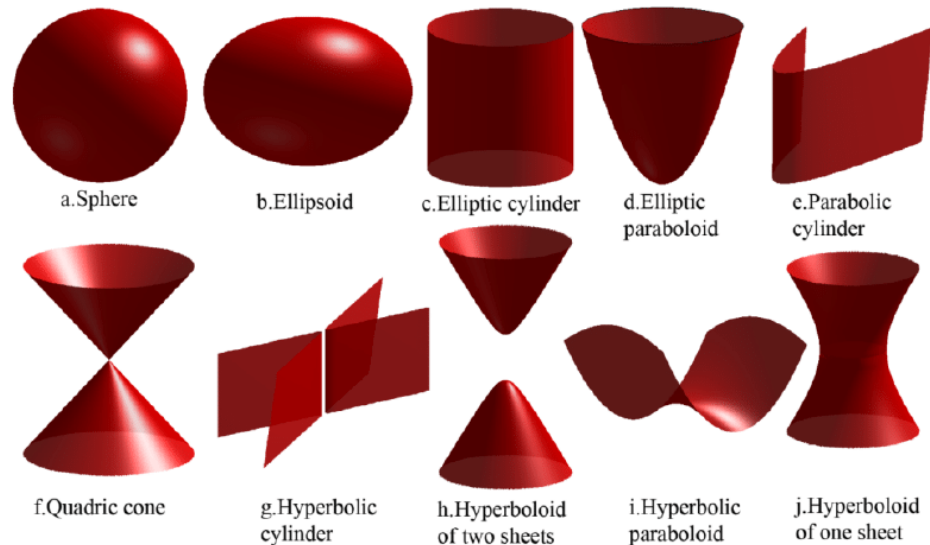 a.Sphere
b.Ellipsoid
c.Elliptic cylinder
d.Elliptic
paraboloid
e.Parabolic
cylinder
f.Quadric cone
g.Hyperbolic
cylinder
h.Hyperboloid
of two sheets
i.Hyperbolic
paraboloid
j.Hyperboloid
of one sheet